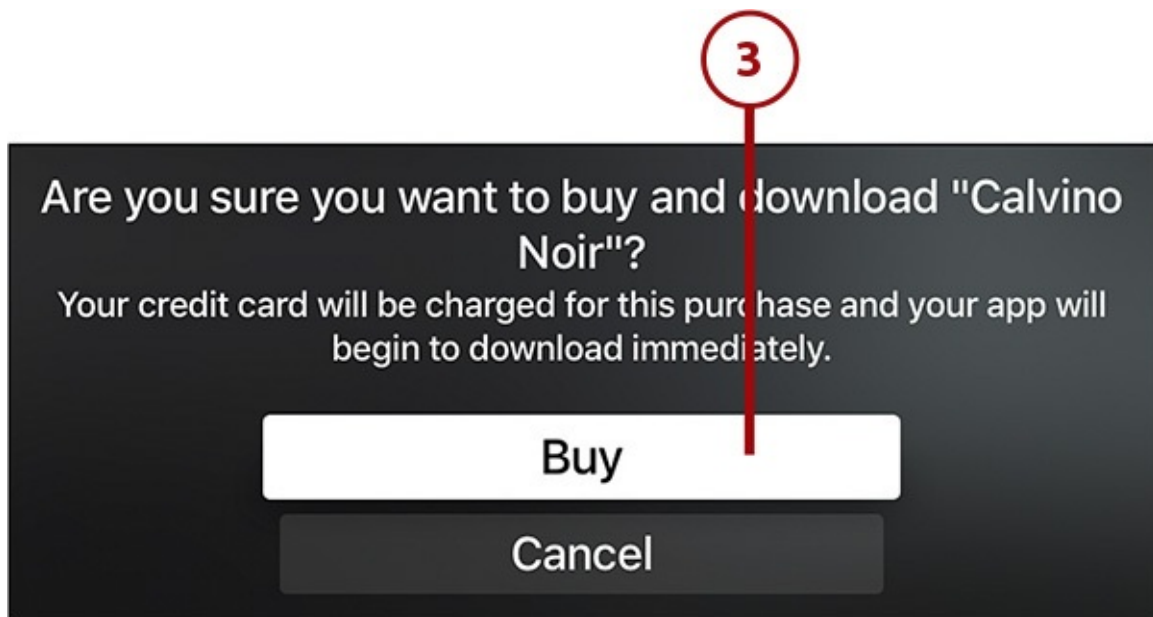 3
Are you sure you want to buy and download "Calvino
Noir"?
Your credit card will be charged for this purchase and your app will
begin to download immediately.
Buy
Cancel